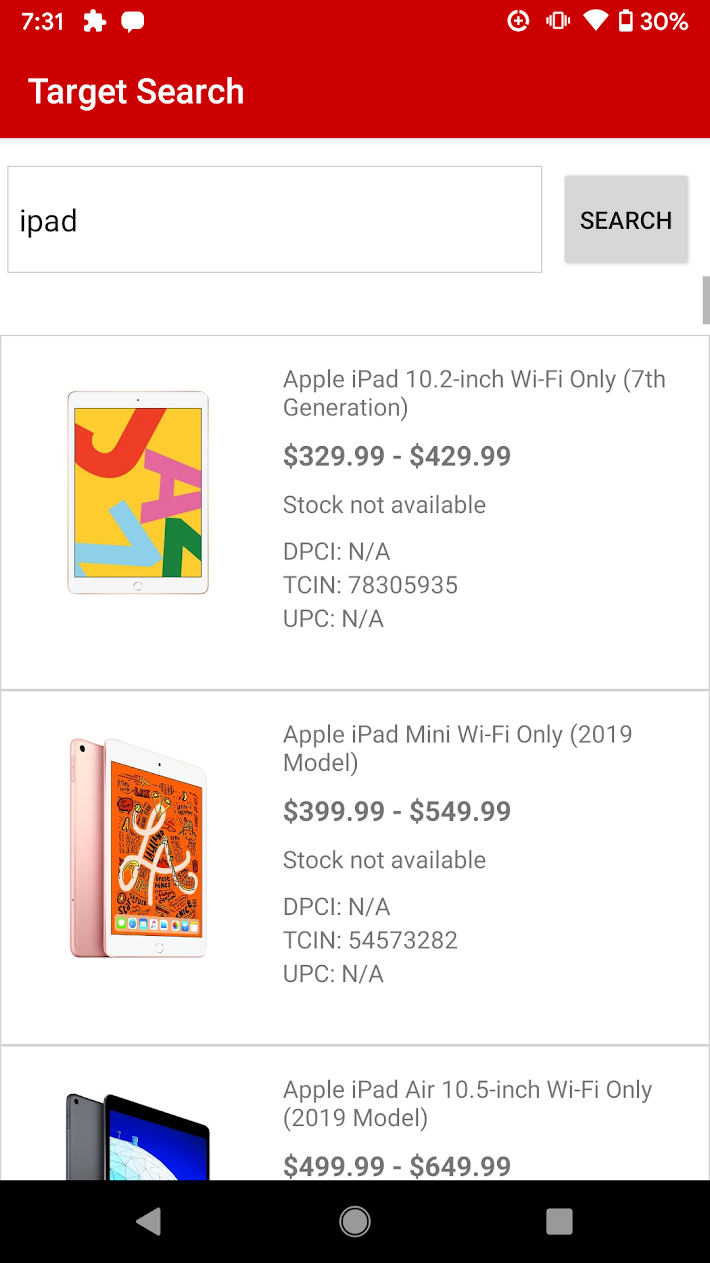 7:31
30%
Target Search
ipad
SEARCH
Apple iPad 10.2-inch Wi-Fi Only (7th
Generation)
$329.99 - $429.99
Stock not available
DPCI: N/A
TCIN: 78305935
UPC: N/A
Apple iPad Mini Wi-Fi Only (2019
Model)
$399.99 - $549.99
Stock not available
DPCI: N/A
TCIN: 54573282
UPC: N/A
Apple iPad Air 10.5-inch Wi-Fi Only
(2019 Model)
$499.99 - $649.99